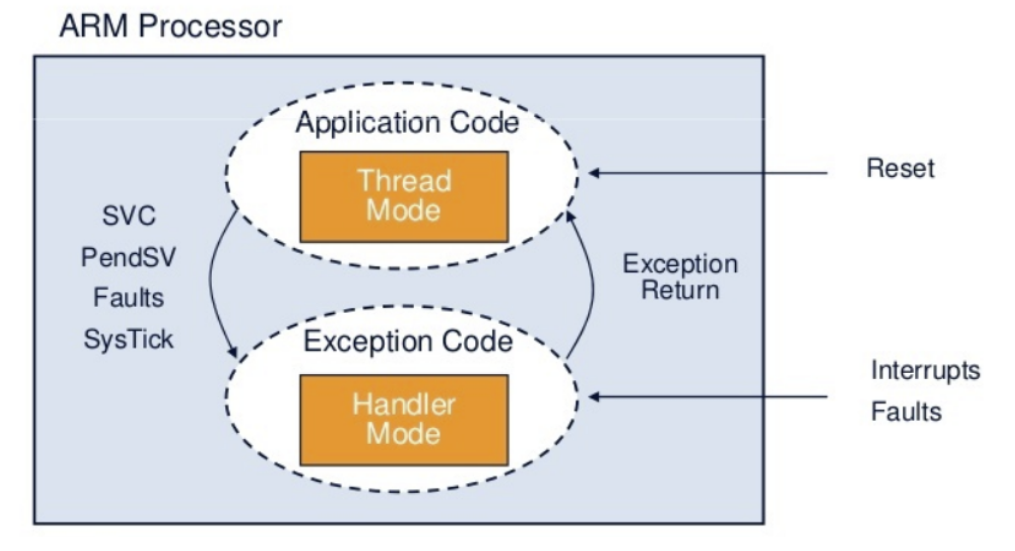 ARM Processor
Application Code
Thread
Mode
Reset
SVC
PendSV
Faults
SysTick
Exception
Return
Exception Code
Handler
Mode
Interrupts
Faults